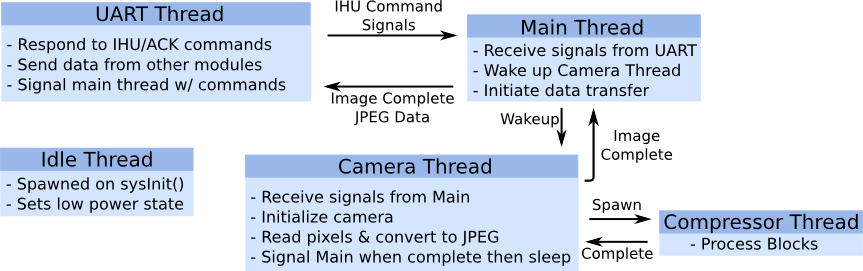 UART Thread
- Respond to IHU/ACK commands
- Send data from other modules
- Signal main thread w/ commands
IHU Command
Signals
Main Thread
- Receive signals from UART
- Wake up Camera Thread
- Initiate data transfer
Image Complete
JPEG Data
Wakeup
Image
Complete
Idle Thread
- Spawned on sysInit()
- Sets low power state
Camera Thread
- Receive signals from Main
- Initialize camera
- Read pixels & convert to JPEG
- Signal Main when complete then sleep
Spawn
Complete
Compressor Thread
- Process Blocks